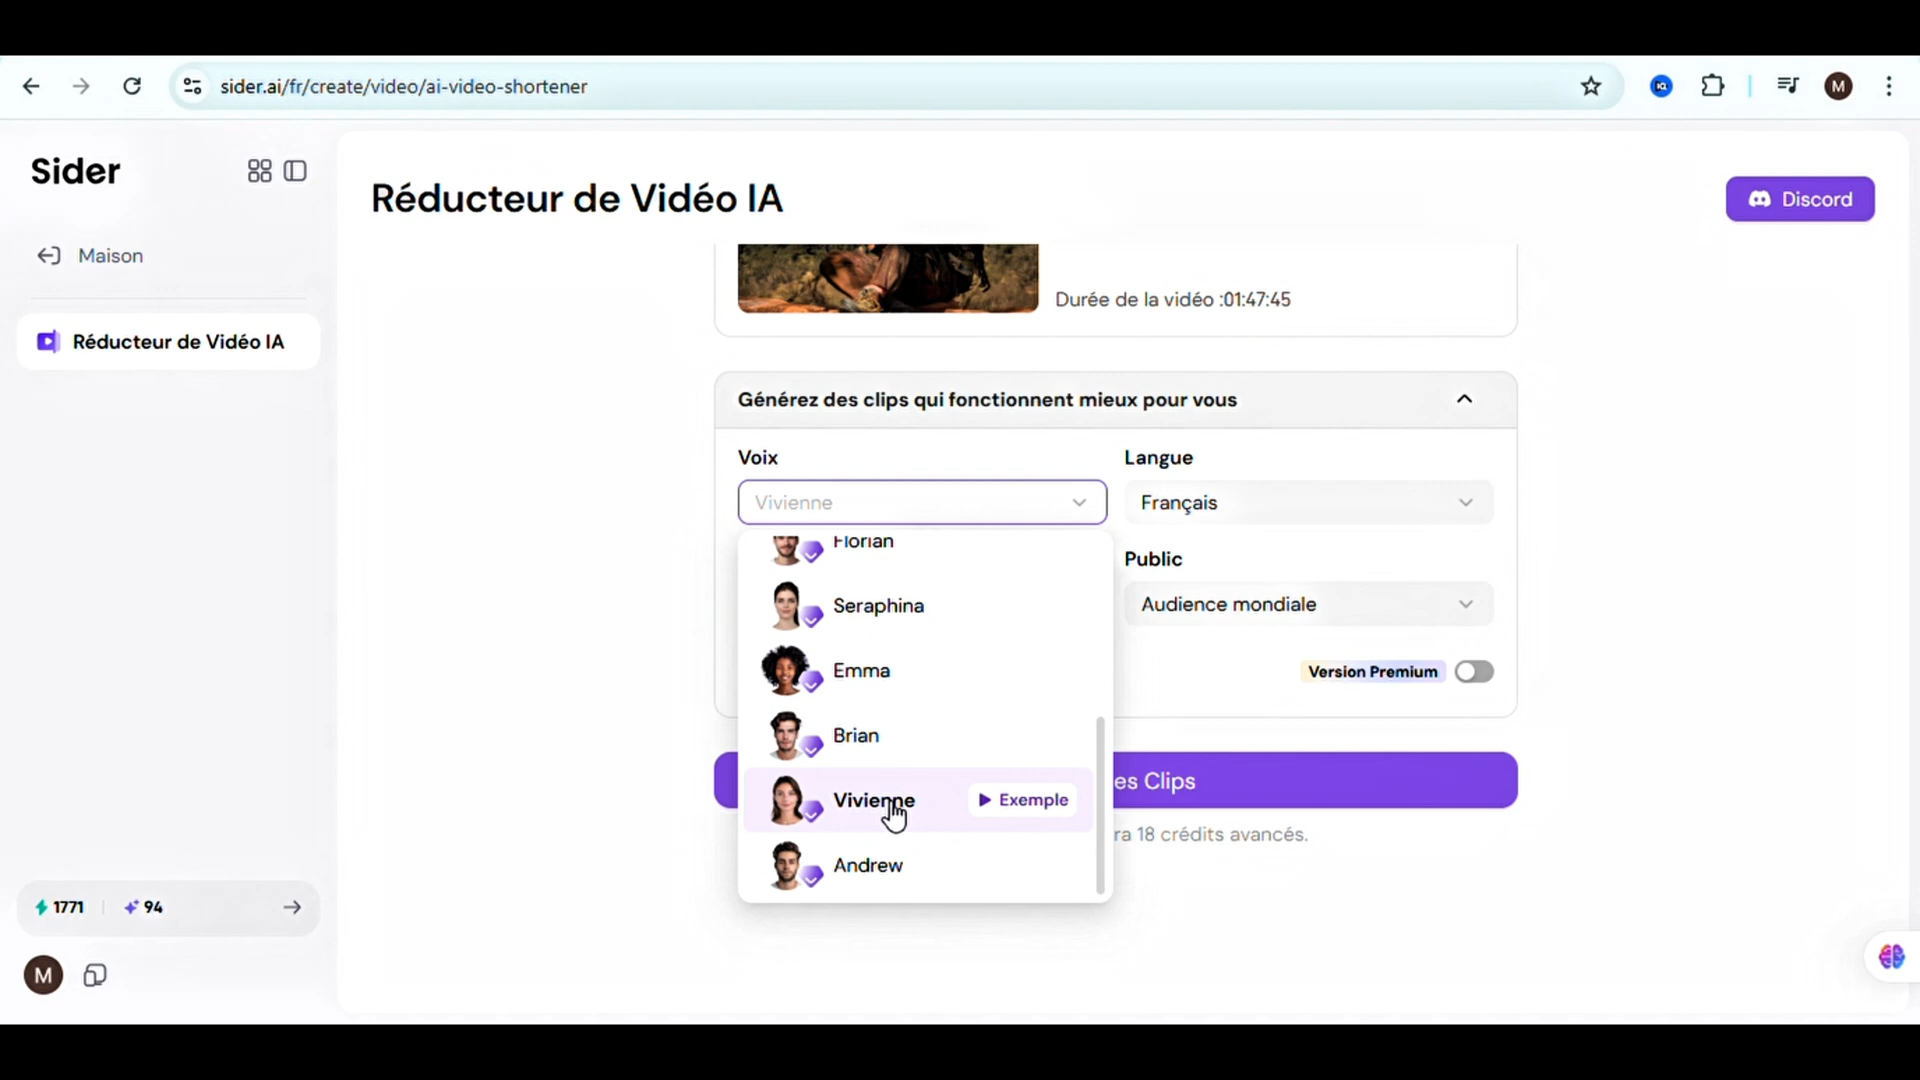 sider.ai/fr/create/video/ai-video-shortener
M
Sider
Maison
Réducteur de Vidéo IA
1771
94
M
Réducteur de Vidéo IA
Discord
Durée de la vidéo :01:47:45
Générez des clips qui fonctionnent mieux pour vous
Voix
Langue
Vivienne
Français
Florian
Seraphina
Emma
Brian
Vivienne
Exemple
Andrew
Public
Audience mondiale
Version Premium
es Clips
ra 18 crédits avancés.